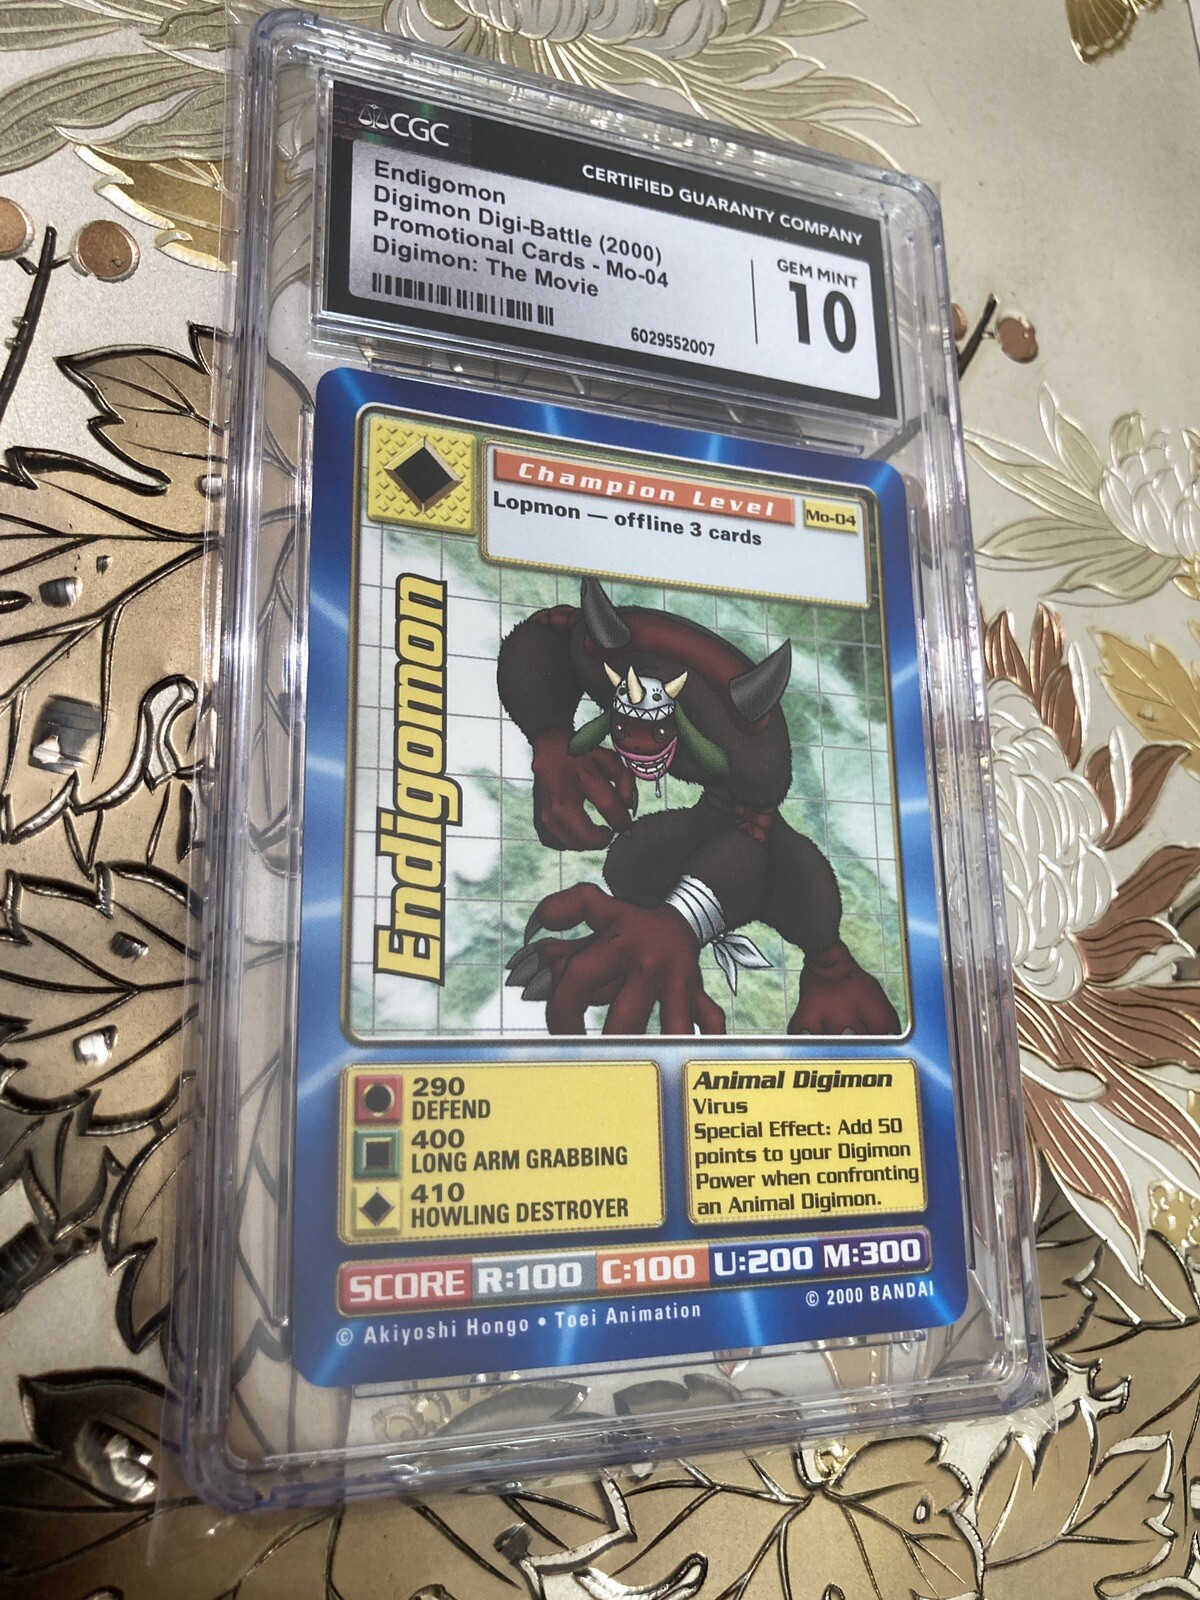 CGC
CERTIFIED GUARANTY COMPANY
Endigomon
Digimon Digi-Battle (2000)
Promotional Cards - Mo-04
Digimon: The Movie
GEM MINT
10
6029552007
Champion Level
Mo-04
Lopmon — offline 3 cards
Endigomon
290
DEFEND
400
LONG ARM GRABBING
410
HOWLING DESTROYER
Animal Digimon
Virus
Special Effect: Add 50
points to your Digimon
Power when confronting
an Animal Digimon.
SCORE R:100 C:100 U:200 M:300
© Akiyoshi Hongo • Toei Animation
© 2000 BANDAI